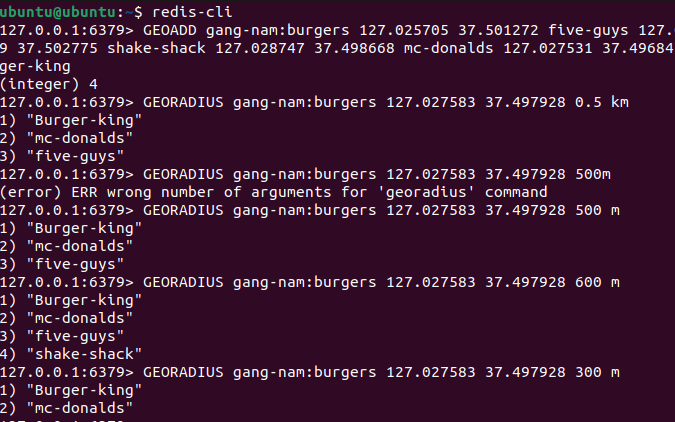 ubuntu@ubuntu:~$ redis-cli
127.0.0.1:6379> GEOADD gang-nam:burgers 127.025705 37.501272 five-guys 127.
9 37.502775 shake-shack 127.028747 37.498668 mc-donalds 127.027531 37.49684
ger-king
(integer) 4
127.0.0.1:6379> GEORADIUS gang-nam:burgers 127.027583 37.497928 0.5 km
1) "Burger-king"
2) "mc-donalds"
3) "five-guys"
127.0.0.1:6379> GEORADIUS gang-nam:burgers 127.027583 37.497928 500m
(error) ERR wrong number of arguments for 'georadius' command
127.0.0.1:6379> GEORADIUS gang-nam:burgers 127.027583 37.497928 500 m
1) "Burger-king"
2) "mc-donalds"
3) "five-guys"
127.0.0.1:6379> GEORADIUS gang-nam:burgers 127.027583 37.497928 600 m
1) "Burger-king"
2) "mc-donalds"
3) "five-guys"
4) "shake-shack"
127.0.0.1:6379> GEORADIUS gang-nam:burgers 127.027583 37.497928 300 m
1) "Burger-king"
2) "mc-donalds"